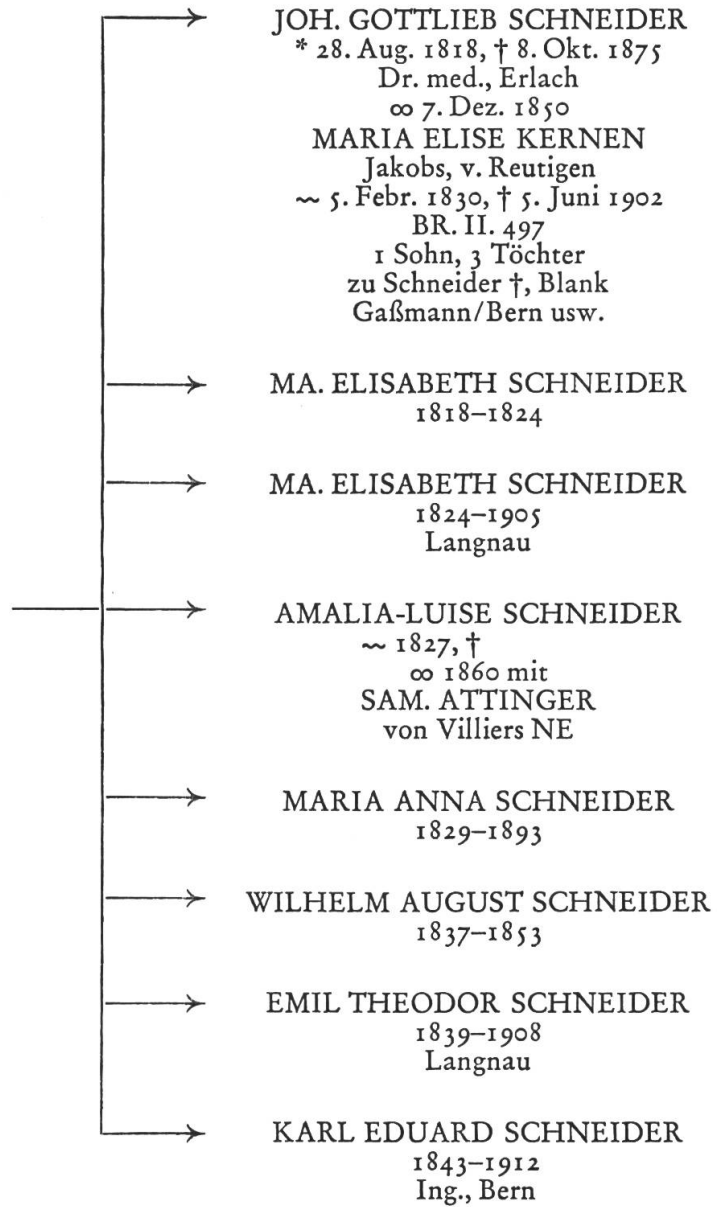 JOH. GOTTLIEB SCHNEIDER
* 28. Aug. 1818, † 8. Okt. 1875
Dr. med., Erlach
∞ 7. Dez. 1850
MARIA ELISE KERNEN
Jakobs, v. Reutigen
~ 5. Febr. 1830, † 5. Juni 1902
BR. II. 497
1 Sohn, 3 Töchter
zu Schneider †, Blank
Gaßmann/Bern usw.
MA. ELISABETH SCHNEIDER
1818–1824
MA. ELISABETH SCHNEIDER
1824–1905
Langnau
AMALIA-LUISE SCHNEIDER
~ 1827, †
∞ 1860 mit
SAM. ATTINGER
von Villiers NE
MARIA ANNA SCHNEIDER
1829–1893
WILHELM AUGUST SCHNEIDER
1837–1853
EMIL THEODOR SCHNEIDER
1839–1908
Langnau
KARL EDUARD SCHNEIDER
1843–1912
Ing., Bern